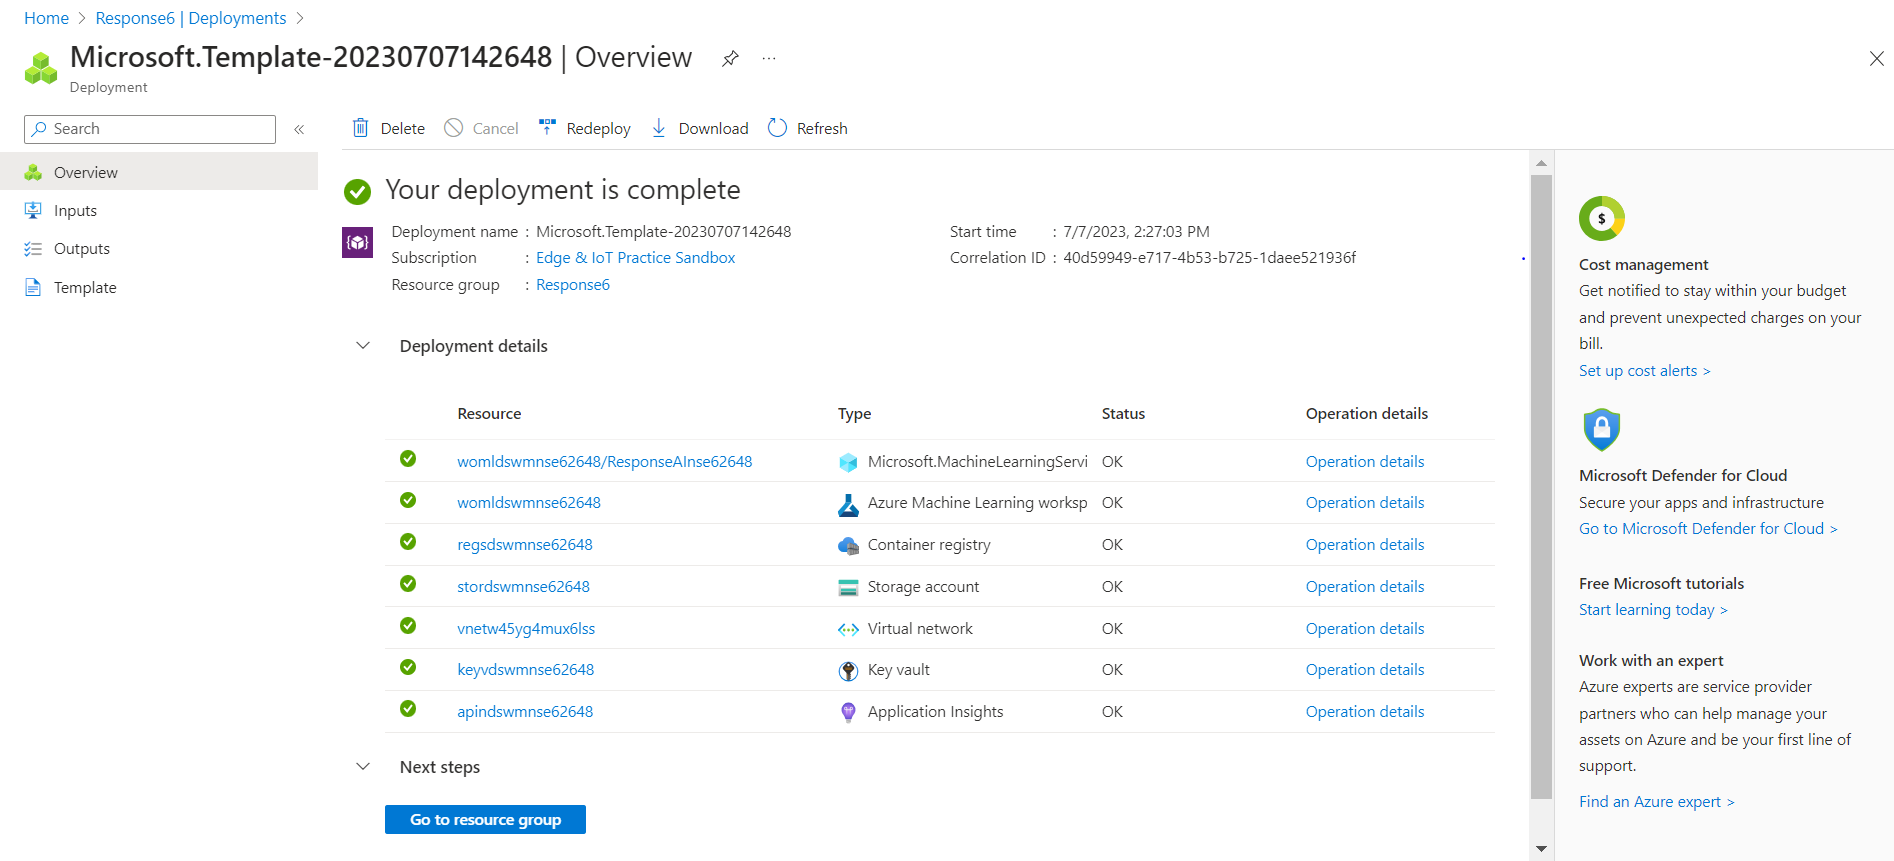 Home > Response6 | Deployments >
Microsoft.Template-20230707142648 | Overview ...
Deployment
Search «
Overview
Inputs
Outputs
Template
Delete Cancel Redeploy Download Refresh
Your deployment is complete
Deployment name : Microsoft.Template-20230707142648
Subscription : Edge & IoT Practice Sandbox
Resource group : Response6
Start time : 7/7/2023, 2:27:03 PM
Correlation ID : 40d59949-e717-4b53-b725-1daee521936f
Deployment details
Resource Type Status Operation details
womldswmnse62648/ResponseAInse62648 Microsoft.MachineLearningServi OK Operation details
womldswmnse62648 Azure Machine Learning worksp OK Operation details
regsdswmnse62648 Container registry OK Operation details
stordswmnse62648 Storage account OK Operation details
vnetw45yg4mux6lss Virtual network OK Operation details
keyvdswmnse62648 Key vault OK Operation details
apindswmnse62648 Application Insights OK Operation details
Next steps
Go to resource group
$
Cost management
Get notified to stay within your budget
and prevent unexpected charges on your
bill.
Set up cost alerts >
Microsoft Defender for Cloud
Secure your apps and infrastructure
Go to Microsoft Defender for Cloud >
Free Microsoft tutorials
Start learning today >
Work with an expert
Azure experts are service provider
partners who can help manage your
assets on Azure and be your first line of
support.
Find an Azure expert >